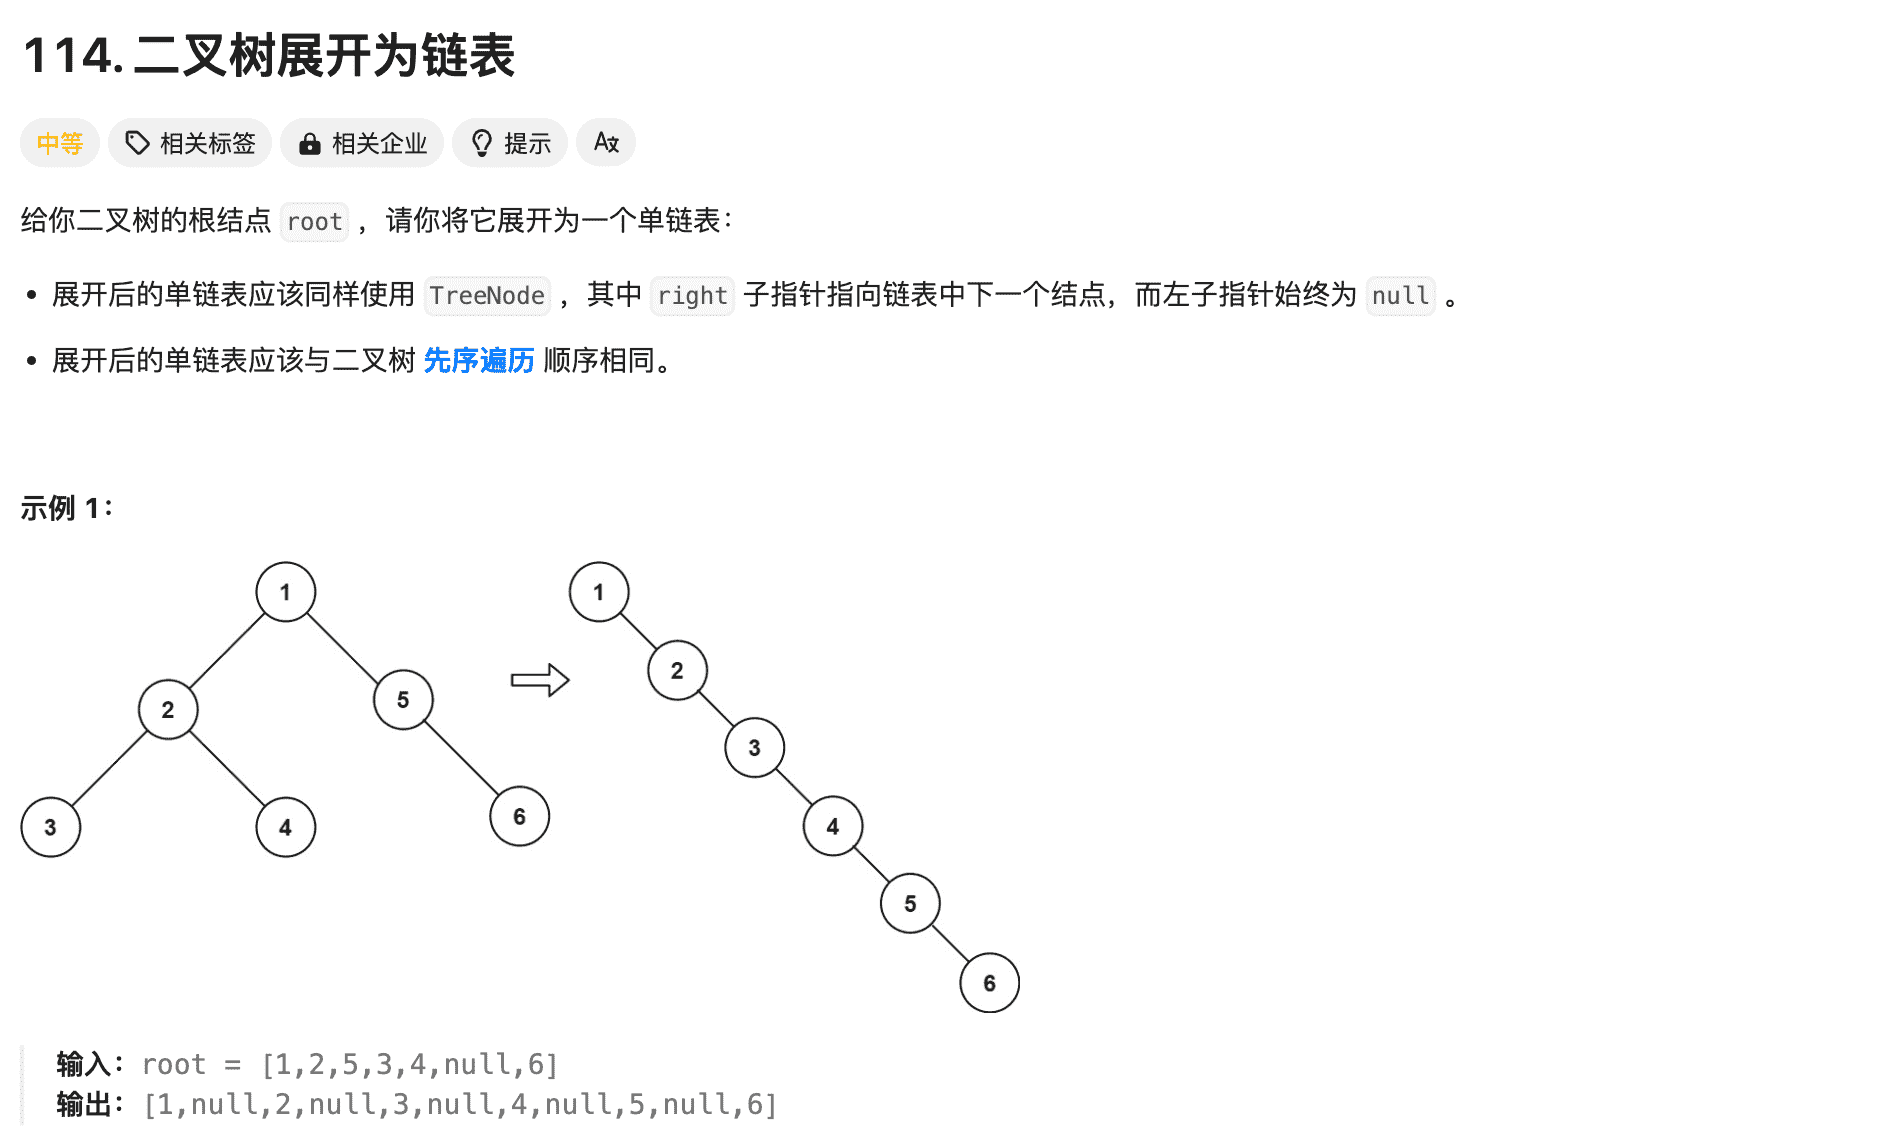 114. 二叉树展开为链表
中等 相关标签 相关企业 提示 Aあ
给你二叉树的根结点 root ，请你将它展开为一个单链表：
展开后的单链表应该同样使用 TreeNode ，其中 right 子指针指向链表中下一个结点，而左子指针始终为 null 。
展开后的单链表应该与二叉树 先序遍历 顺序相同。
示例 1：
1
2
5
3
4
6
1
2
3
4
5
6
输入：root = [1,2,5,3,4,null,6]
输出：[1,null,2,null,3,null,4,null,5,null,6]